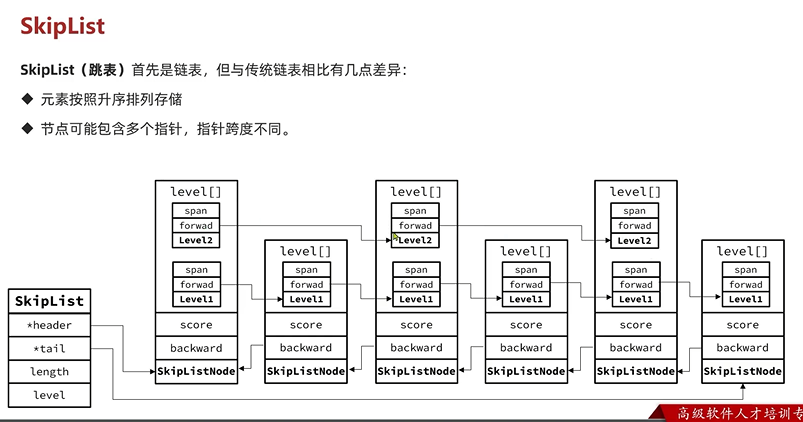 SkipList
SkipList（跳表）首先是链表，但与传统链表相比有几点差异：
◆ 元素按照升序排列存储
◆ 节点可能包含多个指针，指针跨度不同。
level[] level[] level[]
span span span
forwad forwad forwad
Level2 Level2 Level2
level[] level[] level[]
span span span span span span
forwad forwad forwad forwad forwad forwad
Level1 Level1 Level1 Level1 Level1 Level1
SkipList
*header score score score score score score
*tail backward backward backward backward backward backward
length SkipListNode SkipListNode SkipListNode SkipListNode SkipListNode SkipListNode
level
高级软件人才培训专